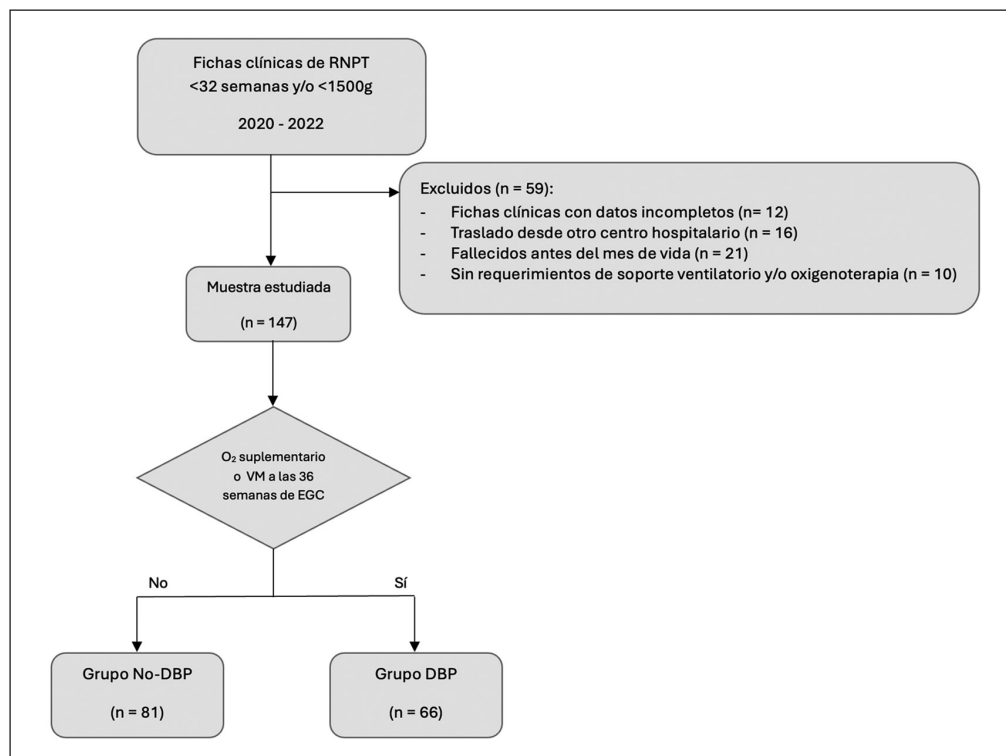 Fichas clínicas de RNPT
<32 semanas y/o <1500g
2020 - 2022
Excluidos (n = 59):
- Fichas clínicas con datos incompletos (n= 12)
- Traslado desde otro centro hospitalario (n = 16)
- Fallecidos antes del mes de vida (n = 21)
- Sin requerimientos de soporte ventilatorio y/o oxigenoterapia (n = 10)
Muestra estudiada
(n = 147)
O₂ suplementario
o VM a las 36
semanas de EGC
No
Sí
Grupo No-DBP
(n = 81)
Grupo DBP
(n = 66)